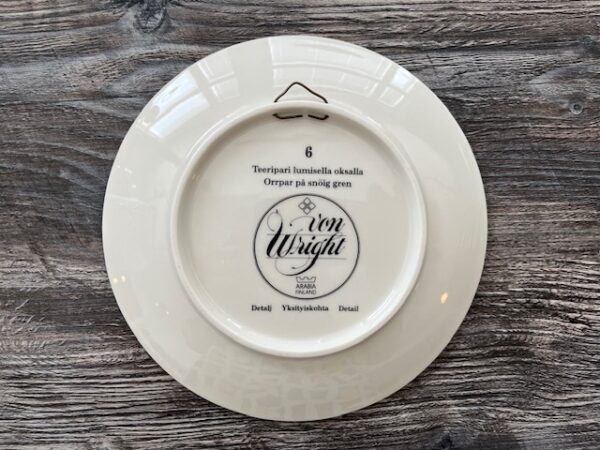 6
Teeripari lumisella oksalla
Orrpar på snöig gren
von
Wright
ARABIA
FINLAND
Detalj Yksityiskohta Detail